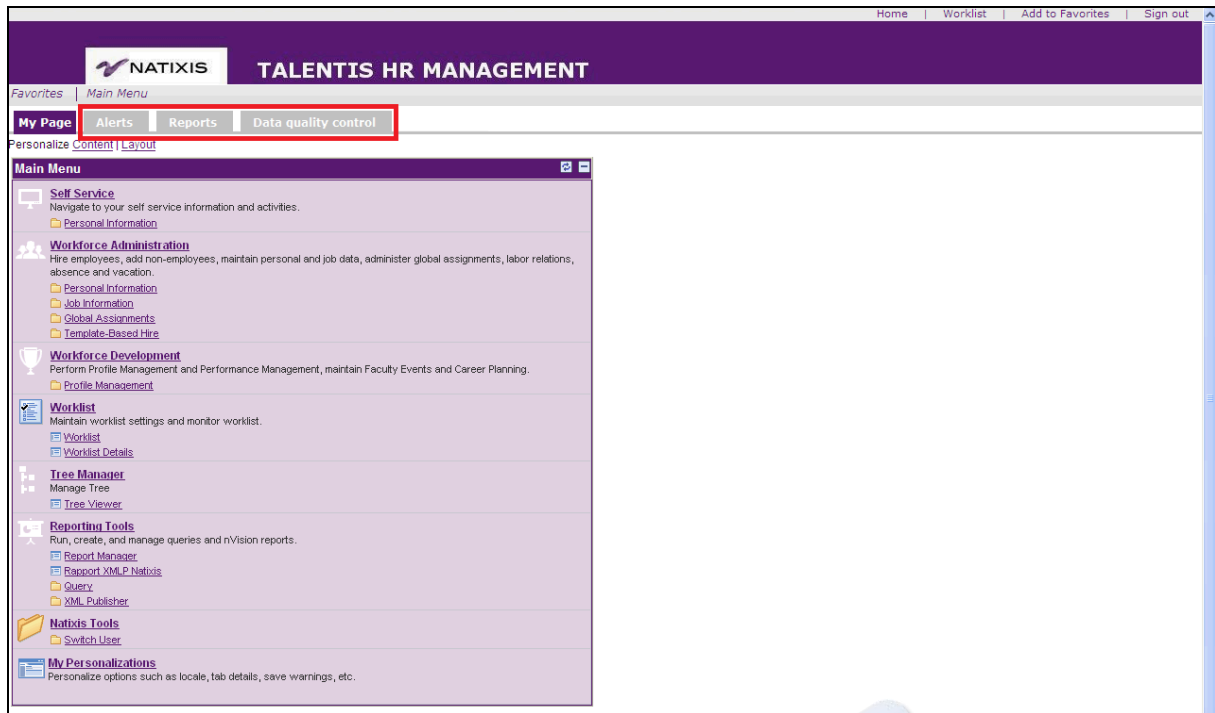 Home | Worklist | Add to Favorites | Sign out
NATIXIS TALENTIS HR MANAGEMENT
Favorites | Main Menu
My Page Alerts Reports Data quality control
Personalize Content | Layout
Main Menu
Self Service
Navigate to your self service information and activities.
Personal Information
Workforce Administration
Hire employees, add non-employees, maintain personal and job data, administer global assignments, labor relations,
absence and vacation.
Personal Information
Job Information
Global Assignments
Template-Based Hire
Workforce Development
Perform Profile Management and Performance Management, maintain Faculty Events and Career Planning.
Profile Management
Worklist
Maintain worklist settings and monitor worklist.
Worklist
Worklist Details
Tree Manager
Manage Tree
Tree Viewer
Reporting Tools
Run, create, and manage queries and nVision reports.
Report Manager
Rapport XMLP Natixis
Query
XML Publisher
Natixis Tools
Switch User
My Personalizations
Personalize options such as locale, tab details, save warnings, etc.